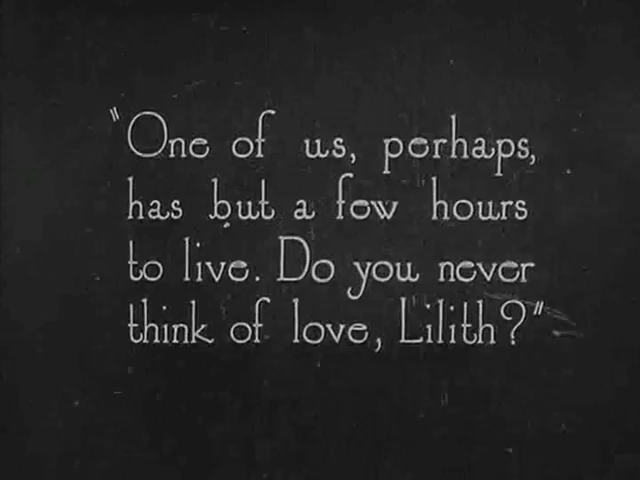 "One of us, perhaps,
has but a few hours
to live. Do you never
think of love, Lilith?"